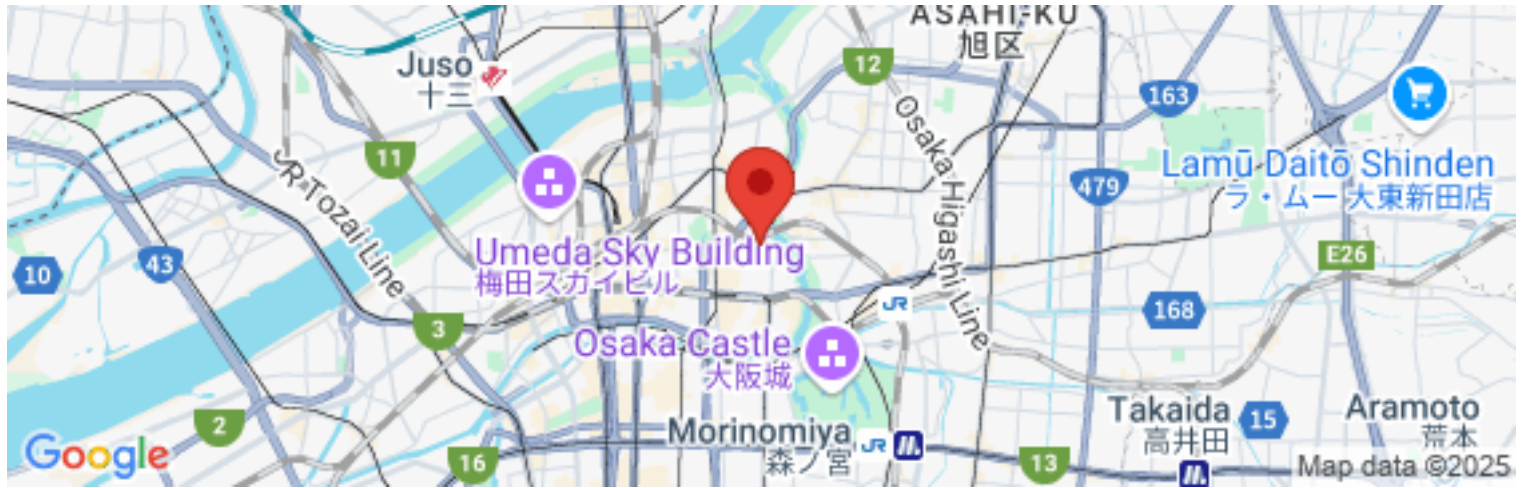 ASAHI-KU
旭区
Juso
十三
12
163
11
Osaka Higashi Line
Lamū Daitō Shinden
ラ・ムー 大東新田店
479
JR Tozai Line
Umeda Sky Building
梅田スカイビル
43
10
E26
JR
168
3
Osaka Castle
大阪城
Takaida
高井田
15
Aramoto
荒本
2
Morinomiya
森ノ宮
JR
Google
16
13
Map data ©2025